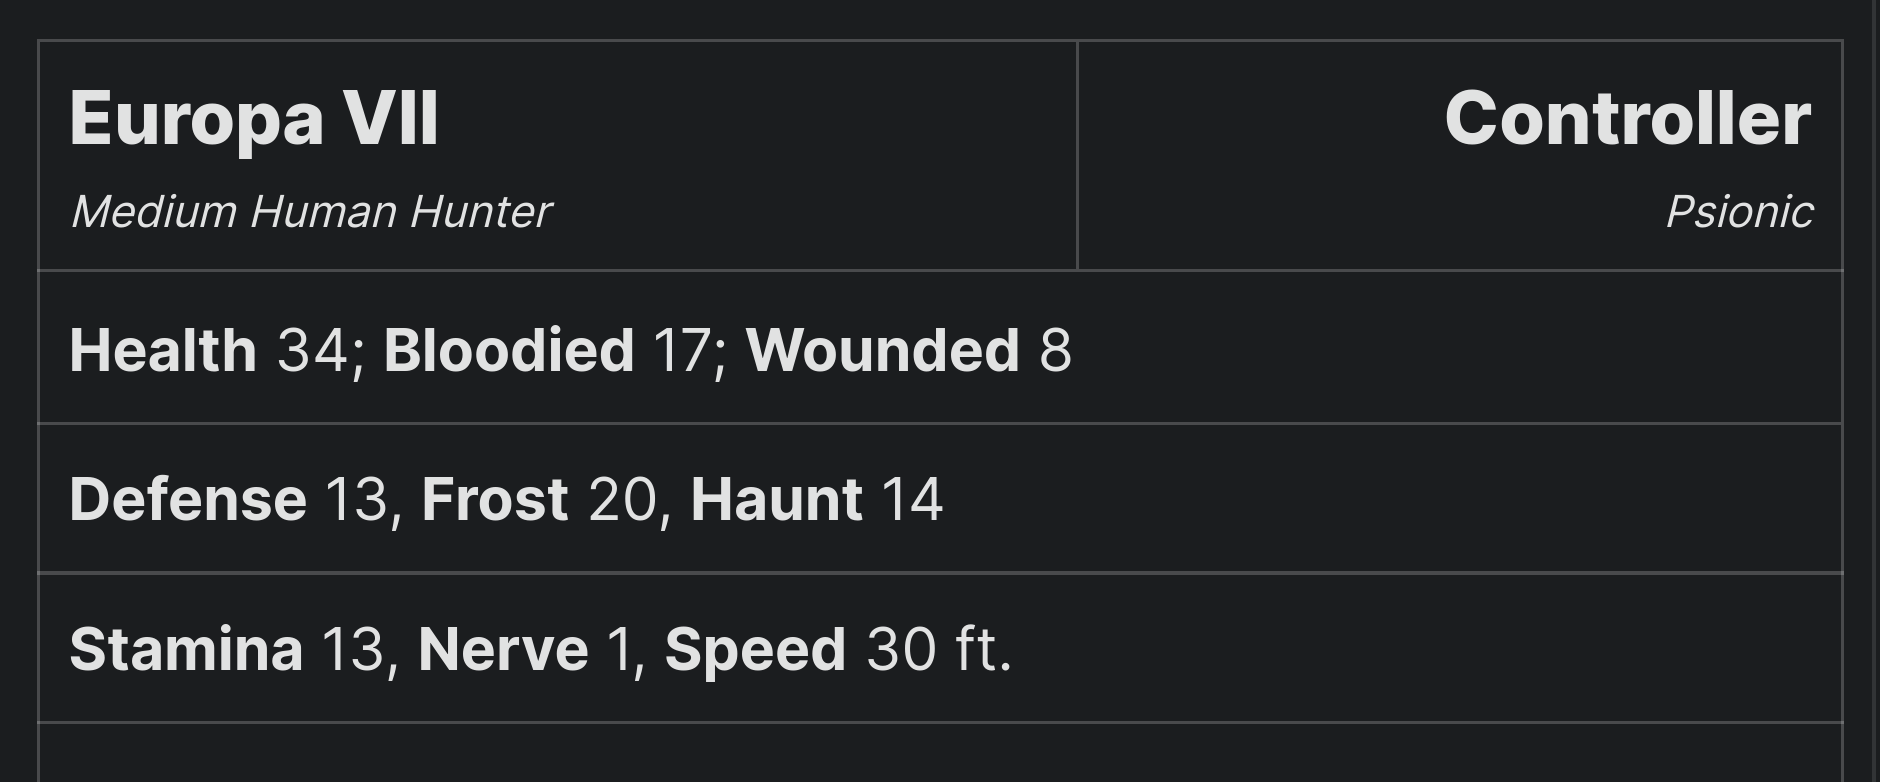 Europa VII
Medium Human Hunter
Controller
Psionic
Health 34; Bloodied 17; Wounded 8
Defense 13, Frost 20, Haunt 14
Stamina 13, Nerve 1, Speed 30 ft.